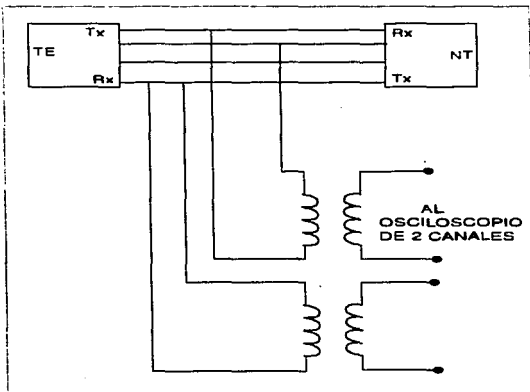 Tx
TE
Rx
Rx
NT
Tx
AL
OSCILOSCOPIO
DE 2 CANALES